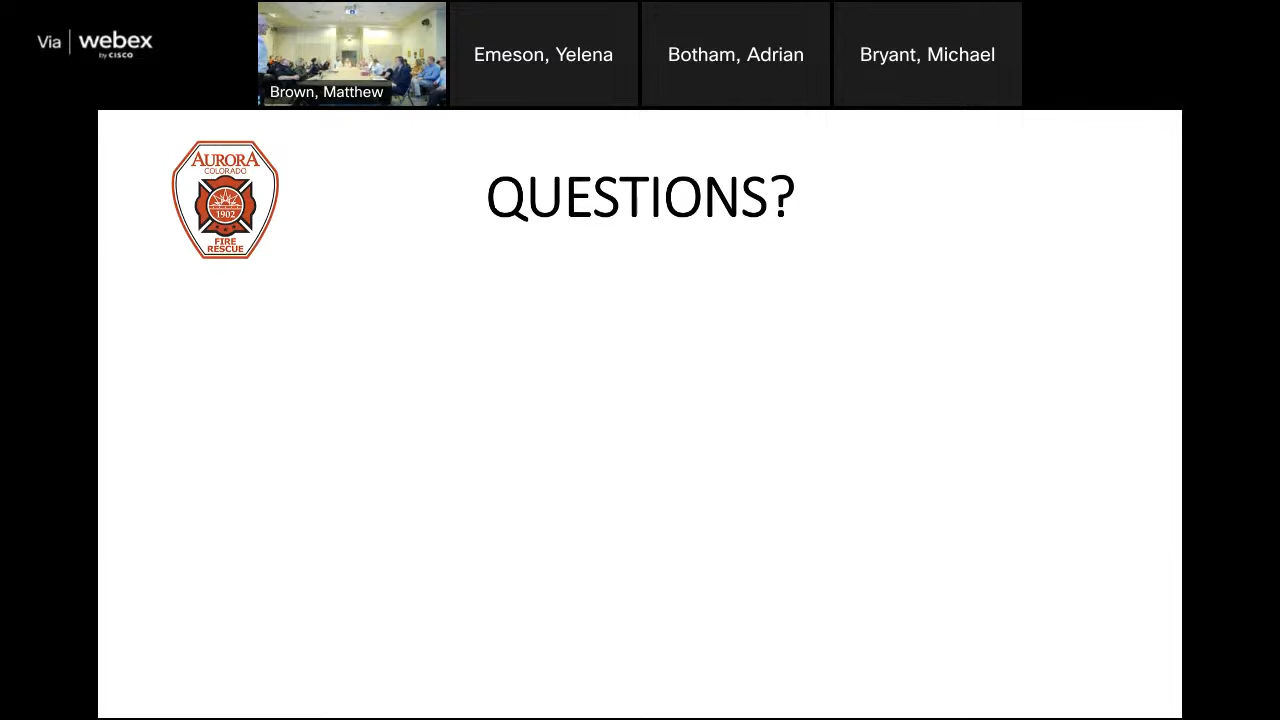 Via webex
by CISCO
Brown, Matthew
Emeson, Yelena
Botham, Adrian
Bryant, Michael
AURORA
COLORADO
1902
FIRE
RESCUE
QUESTIONS?